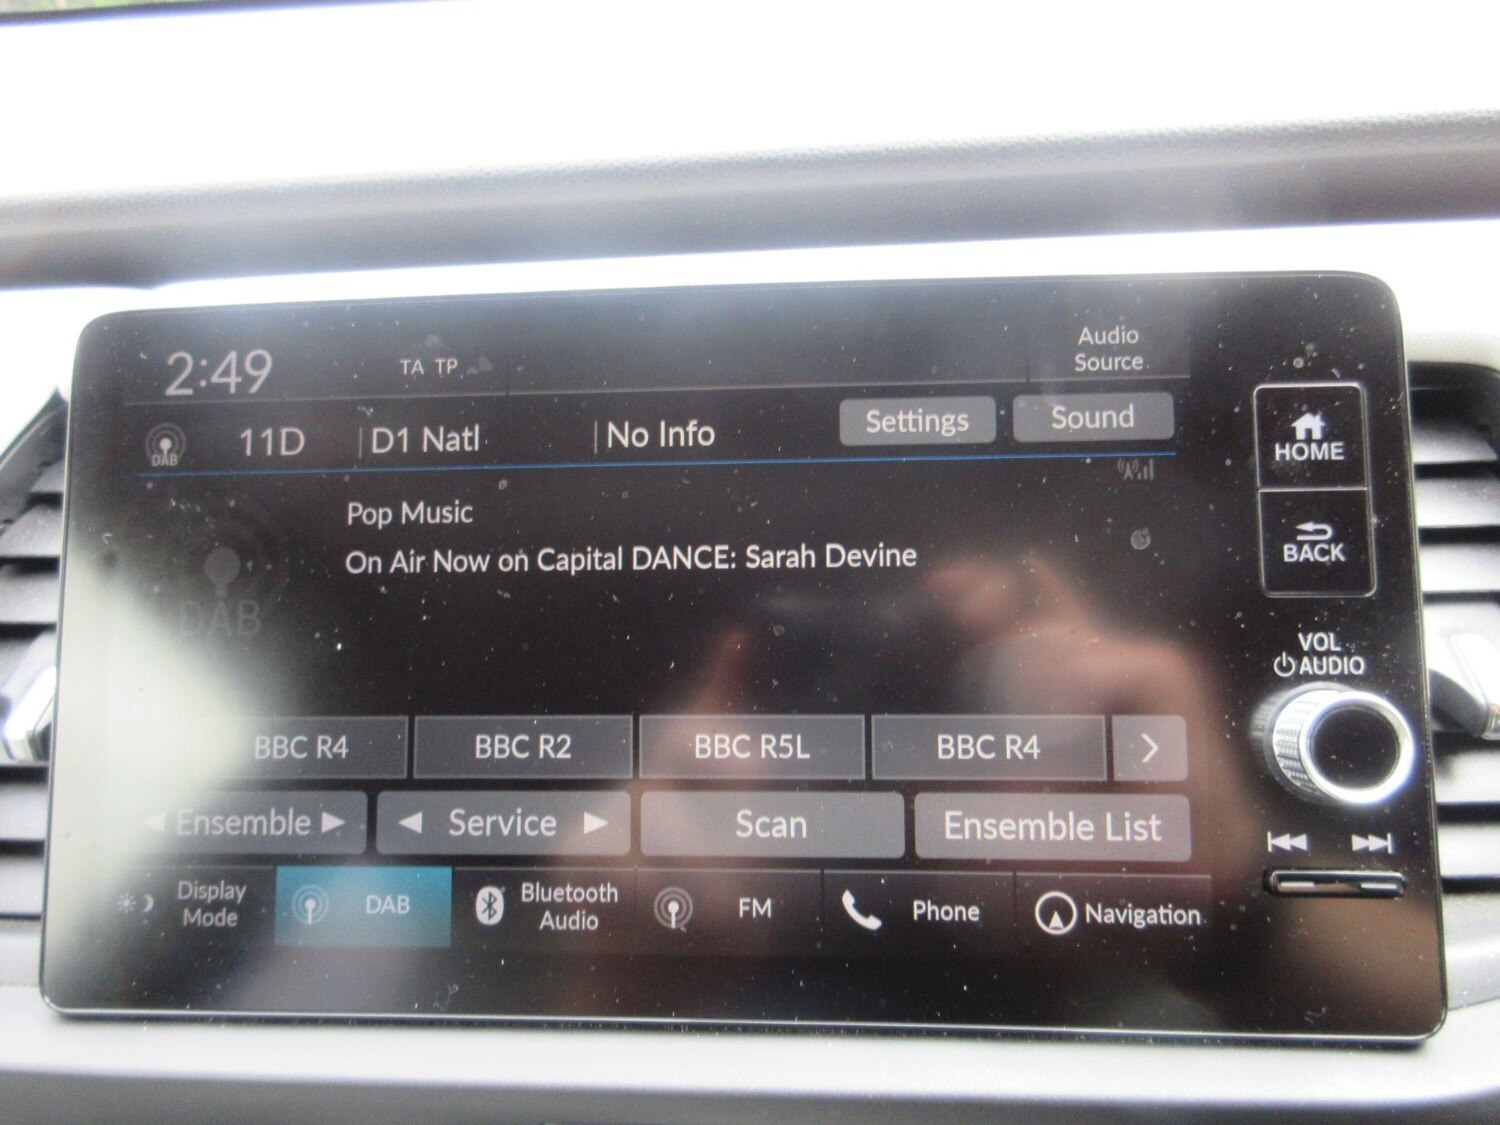 2:49
TA TP
Audio
Source
DAB
11D
D1 Natl
No Info
Settings
Sound
HOME
Pop Music
On Air Now on Capital DANCE: Sarah Devine
BACK
DAB
VOL
AUDIO
BBC R4
BBC R2
BBC R5L
BBC R4
Ensemble
Service
Scan
Ensemble List
Display
Mode
DAB
Bluetooth
Audio
FM
Phone
Navigation